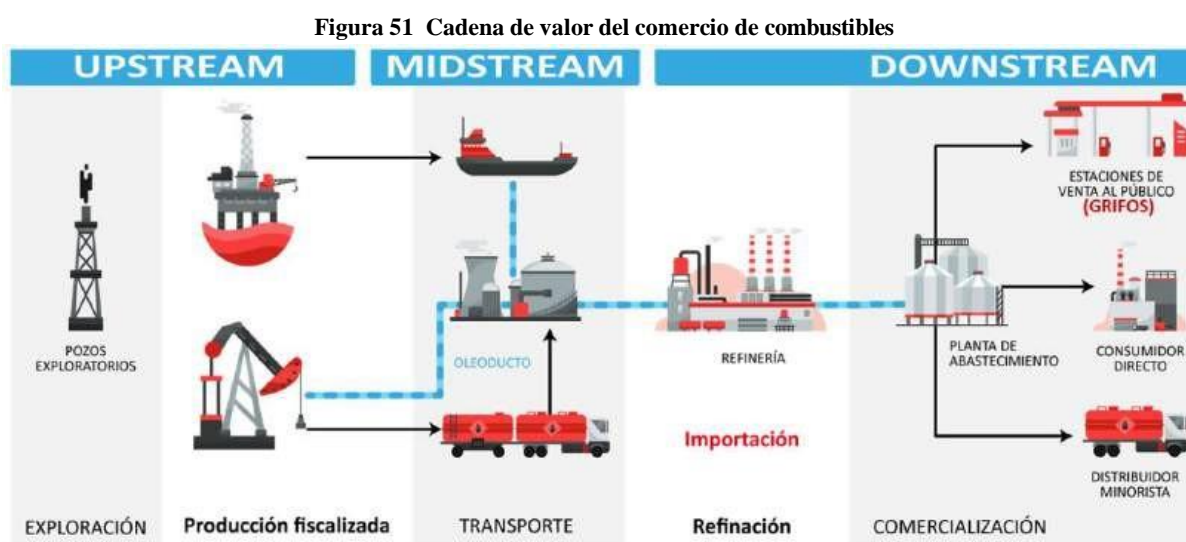 Figura 51 Cadena de valor del comercio de combustibles
UPSTREAM
MIDSTREAM
DOWNSTREAM
POZOS
EXPLORATORIOS
OLEODUCTO
REFINERÍA
Importación
PLANTA DE
ABASTECIMIENTO
ESTACIONES DE
VENTA AL PÚBLICO
(GRIFOS)
CONSUMIDOR
DIRECTO
DISTRIBUIDOR
MINORISTA
EXPLORACIÓN
Producción fiscalizada
TRANSPORTE
Refinación
COMERCIALIZACIÓN